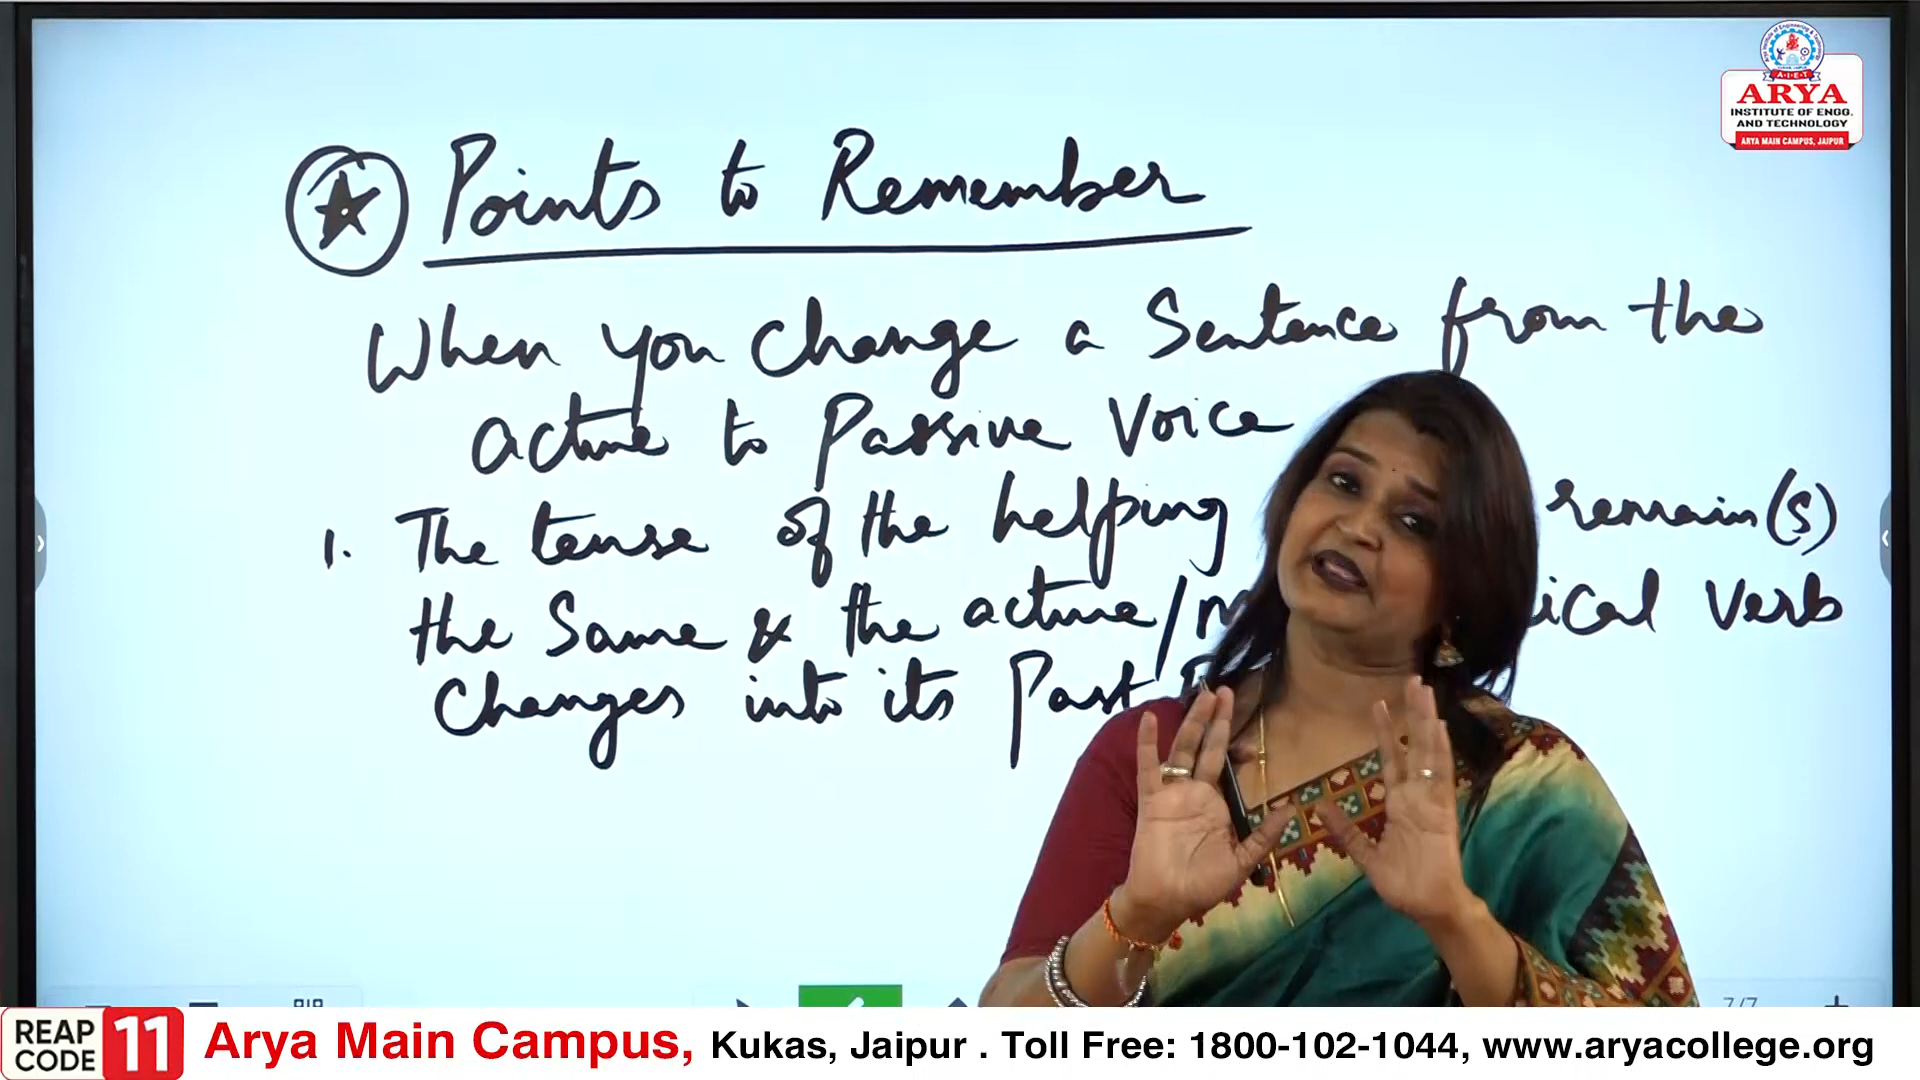 ARYA
INSTITUTE OF ENGG.
AND TECHNOLOGY
ARYA MAIN CAMPUS, JAIPUR
A·I·E·T
Points to Remember
When you change a Sentence from the
active to Passive Voice
1. The tense of the helping remain(s)
the Same & the active/ verb
Changes into its Past
7/7
REAP
CODE
11
Arya Main Campus, Kukas, Jaipur . Toll Free: 1800-102-1044, www.aryacollege.org